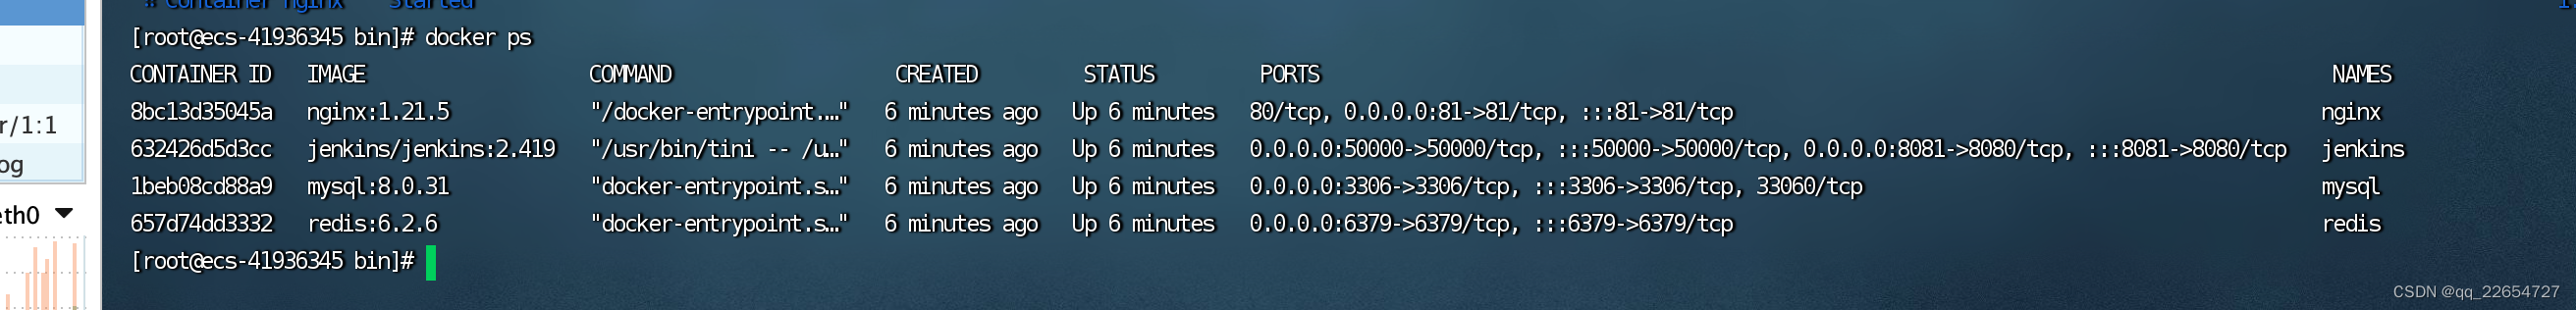 Container nginx Started
[root@ecs-41936345 bin]# docker ps
CONTAINER ID IMAGE COMMAND CREATED STATUS PORTS NAMES
8bc13d35045a nginx:1.21.5 "/docker-entrypoint.…" 6 minutes ago Up 6 minutes 80/tcp, 0.0.0.0:81->81/tcp, :::81->81/tcp nginx
r/1:1
632426d5d3cc jenkins/jenkins:2.419 "/usr/bin/tini -- /u…" 6 minutes ago Up 6 minutes 0.0.0.0:50000->50000/tcp, :::50000->50000/tcp, 0.0.0.0:8081->8080/tcp, :::8081->8080/tcp jenkins
og
1beb08cd88a9 mysql:8.0.31 "docker-entrypoint.s…" 6 minutes ago Up 6 minutes 0.0.0.0:3306->3306/tcp, :::3306->3306/tcp, 33060/tcp mysql
eth0
657d74dd3332 redis:6.2.6 "docker-entrypoint.s…" 6 minutes ago Up 6 minutes 0.0.0.0:6379->6379/tcp, :::6379->6379/tcp redis
[root@ecs-41936345 bin]#
CSDN @qq_22654727